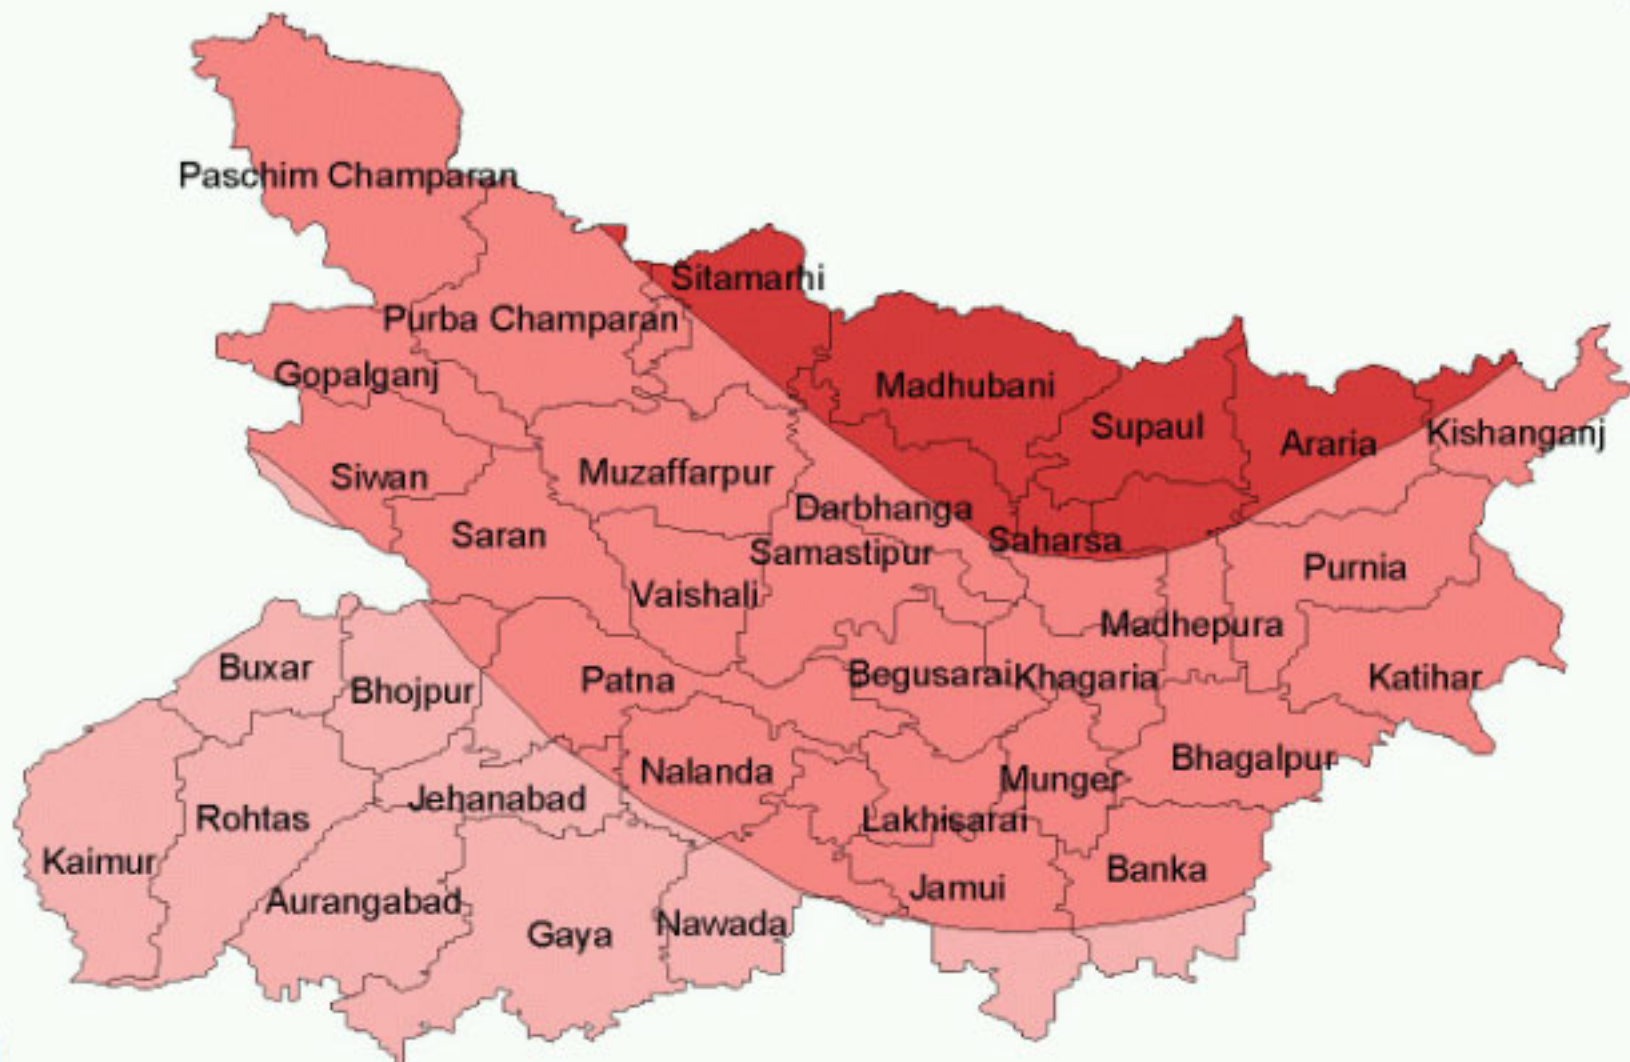 Paschim Champaran
Sitamarhi
Purba Champaran
Gopalganj
Madhubani
Supaul
Araria
Kishanganj
Siwan
Muzaffarpur
Darbhanga
Saran
Saharsa
Samastipur
Purnia
Vaishali
Madhepura
Buxar
Bhojpur
Patna
Begusarai
Khagaria
Katihar
Nalanda
Munger
Bhagalpur
Jehanabad
Rohtas
Lakhisarai
Kaimur
Banka
Aurangabad
Jamui
Gaya
Nawada